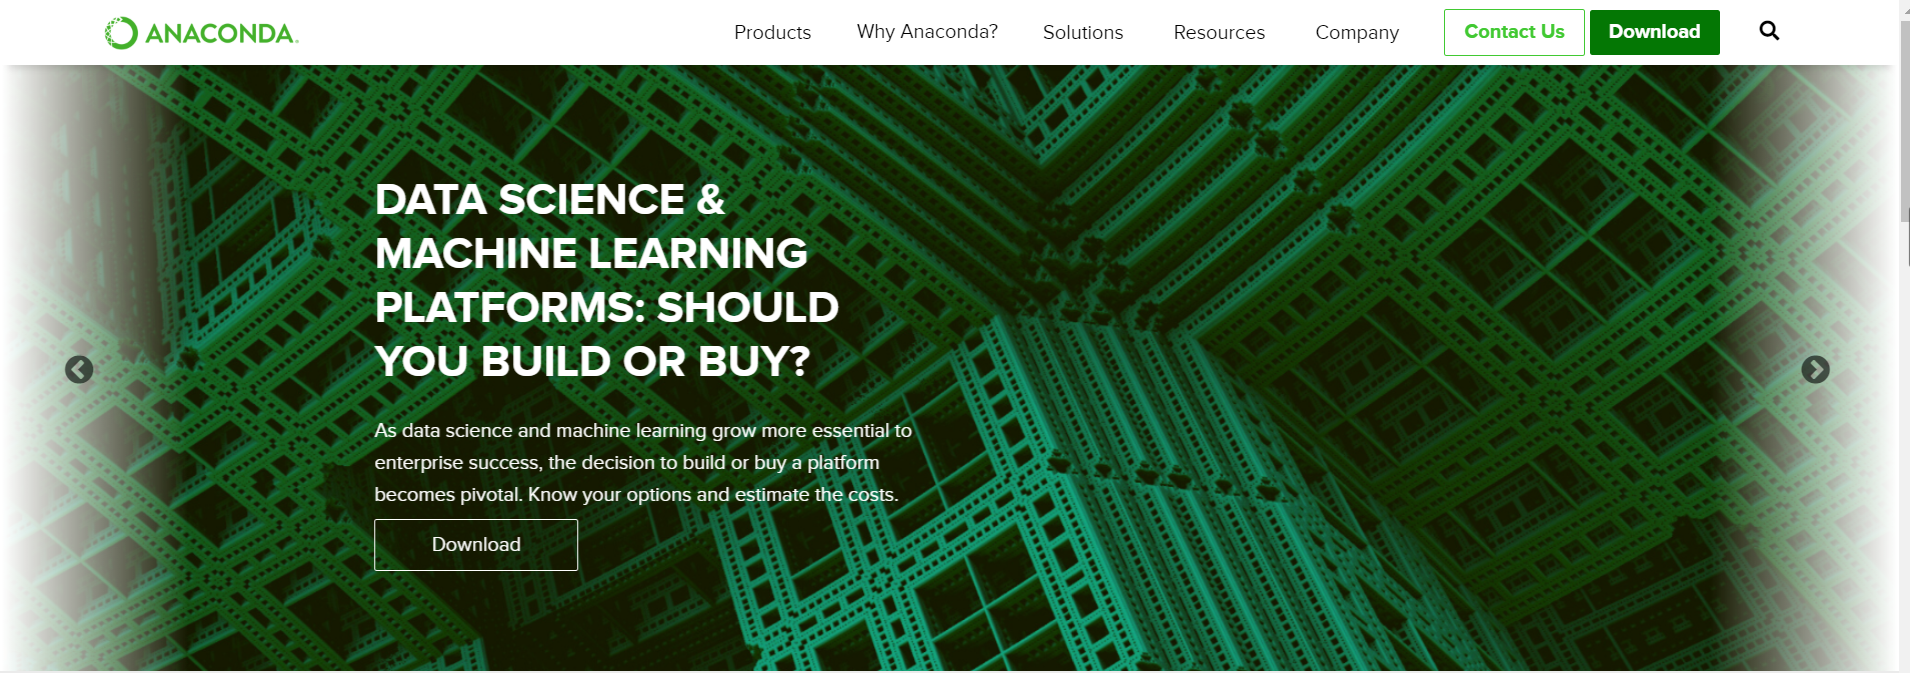 ANACONDA.
Products Why Anaconda? Solutions Resources Company Contact Us Download
DATA SCIENCE &
MACHINE LEARNING
PLATFORMS: SHOULD
YOU BUILD OR BUY?
As data science and machine learning grow more essential to
enterprise success, the decision to build or buy a platform
becomes pivotal. Know your options and estimate the costs.
Download